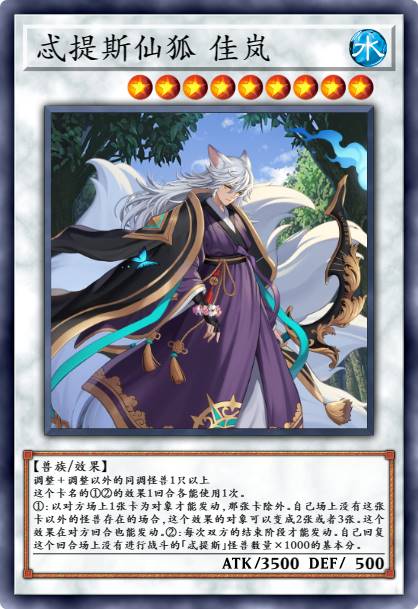 忒提斯仙狐 佳岚
水
【兽族/效果】
调整＋调整以外的同调怪兽1只以上
这个卡名的①②的效果1回合各能使用1次。
①：以对方场上1张卡为对象才能发动，那张卡除外。自己场上没有这张
卡以外的怪兽存在的场合，这个效果的对象可以变成2张或者3张。这个
效果在对方回合也能发动。②：每次双方的结束阶段才能发动。自己回复
这个回合场上没有进行战斗的「忒提斯」怪兽数量×1000的基本分。
ATK/3500 DEF/ 500